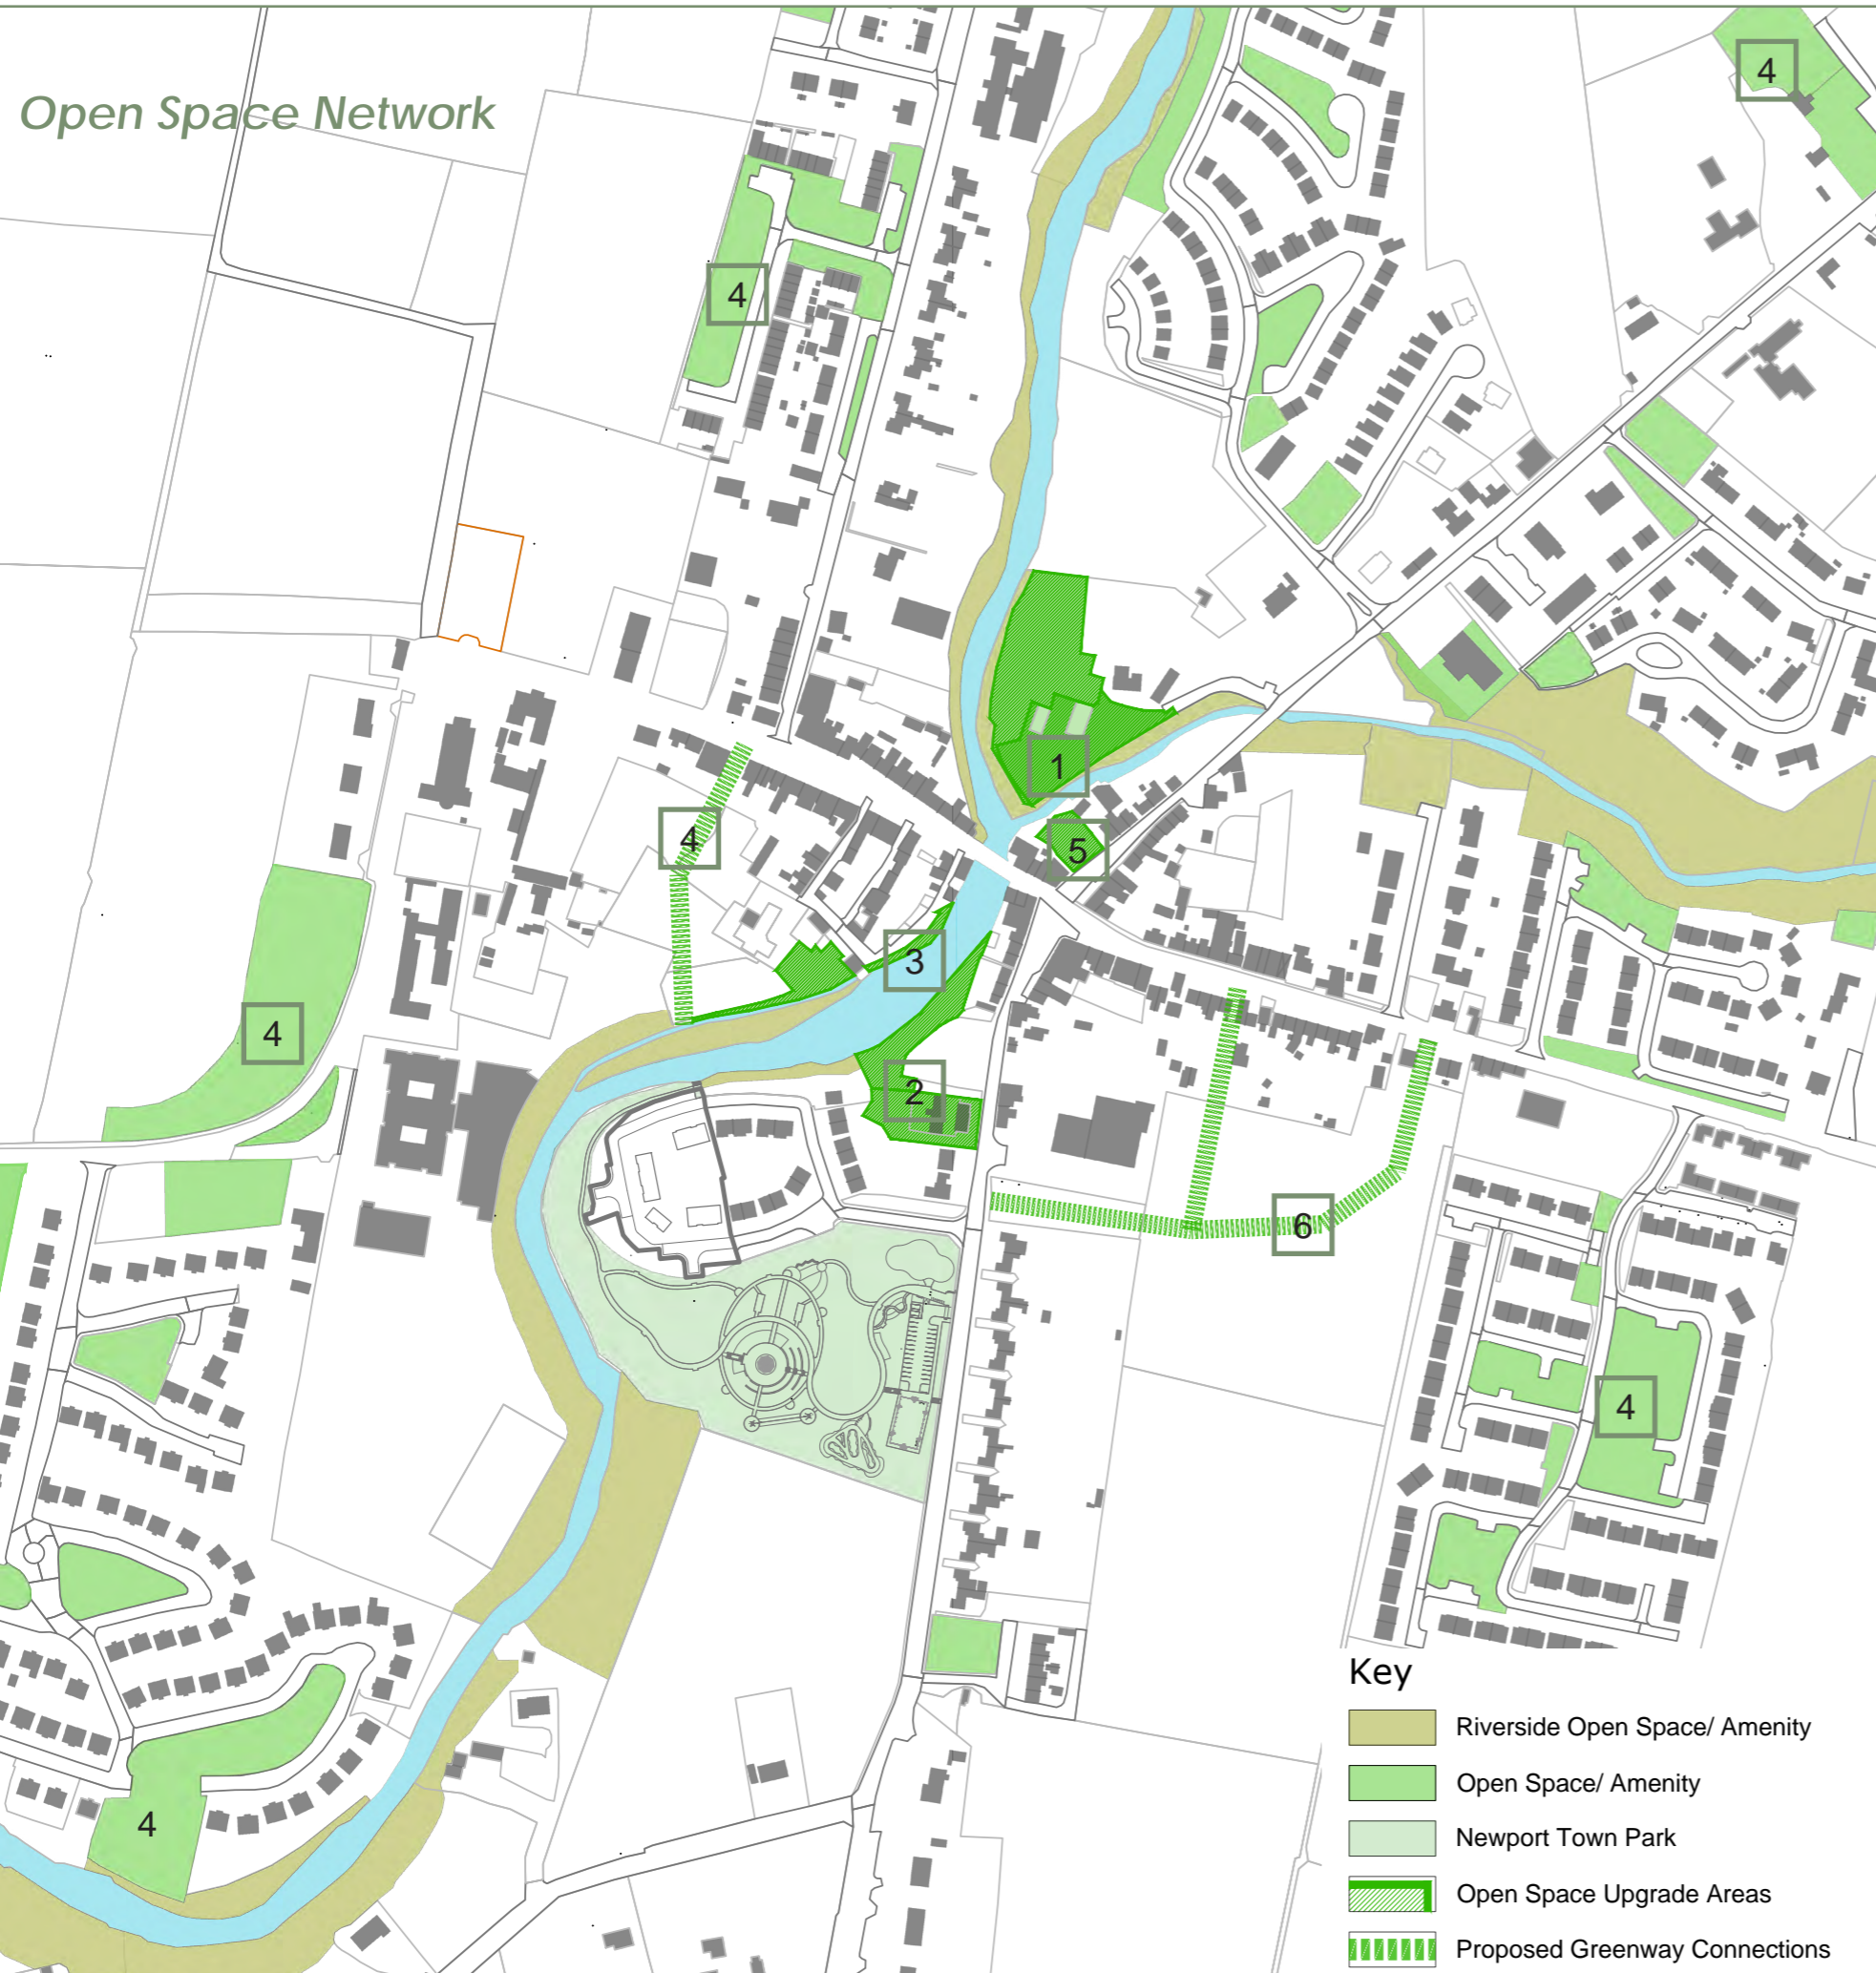 Open Space Network
4
4
1
4
5
3
4
2
6
4
4
Key
Riverside Open Space/ Amenity
Open Space/ Amenity
Newport Town Park
Open Space Upgrade Areas
Proposed Greenway Connections